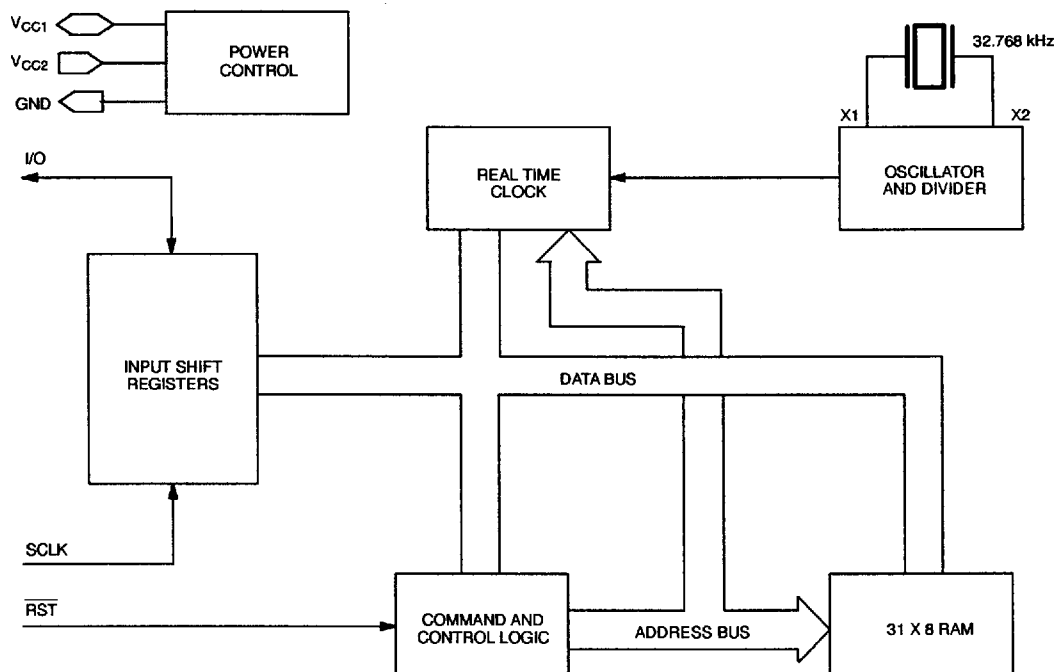 VCC1
VCC2
GND
POWER
CONTROL
32.768 kHz
X1
X2
I/O
REAL TIME
CLOCK
OSCILLATOR
AND DIVIDER
INPUT SHIFT
REGISTERS
DATA BUS
SCLK
R̅S̅T̅
COMMAND AND
CONTROL LOGIC
ADDRESS BUS
31 X 8 RAM